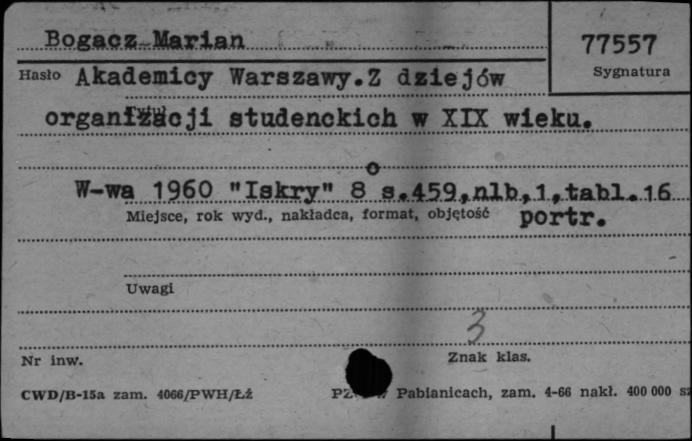 Bogacz Marian
77557
Sygnatura
Hasło Akademicy Warszawy.Z dziejów
Tytuł
organizacji studenckich w XIX wieku.
W-wa 1960 "Iskry" 8° s.459,nlb,1,tabl.16
Miejsce, rok wyd., nakładca, format, objętość portr.
Uwagi
3
Nr inw. Znak klas.
CWD/B-15a zam. 4066/PWH/Łż Pabianicach, zam. 4-66 nakł. 400 000